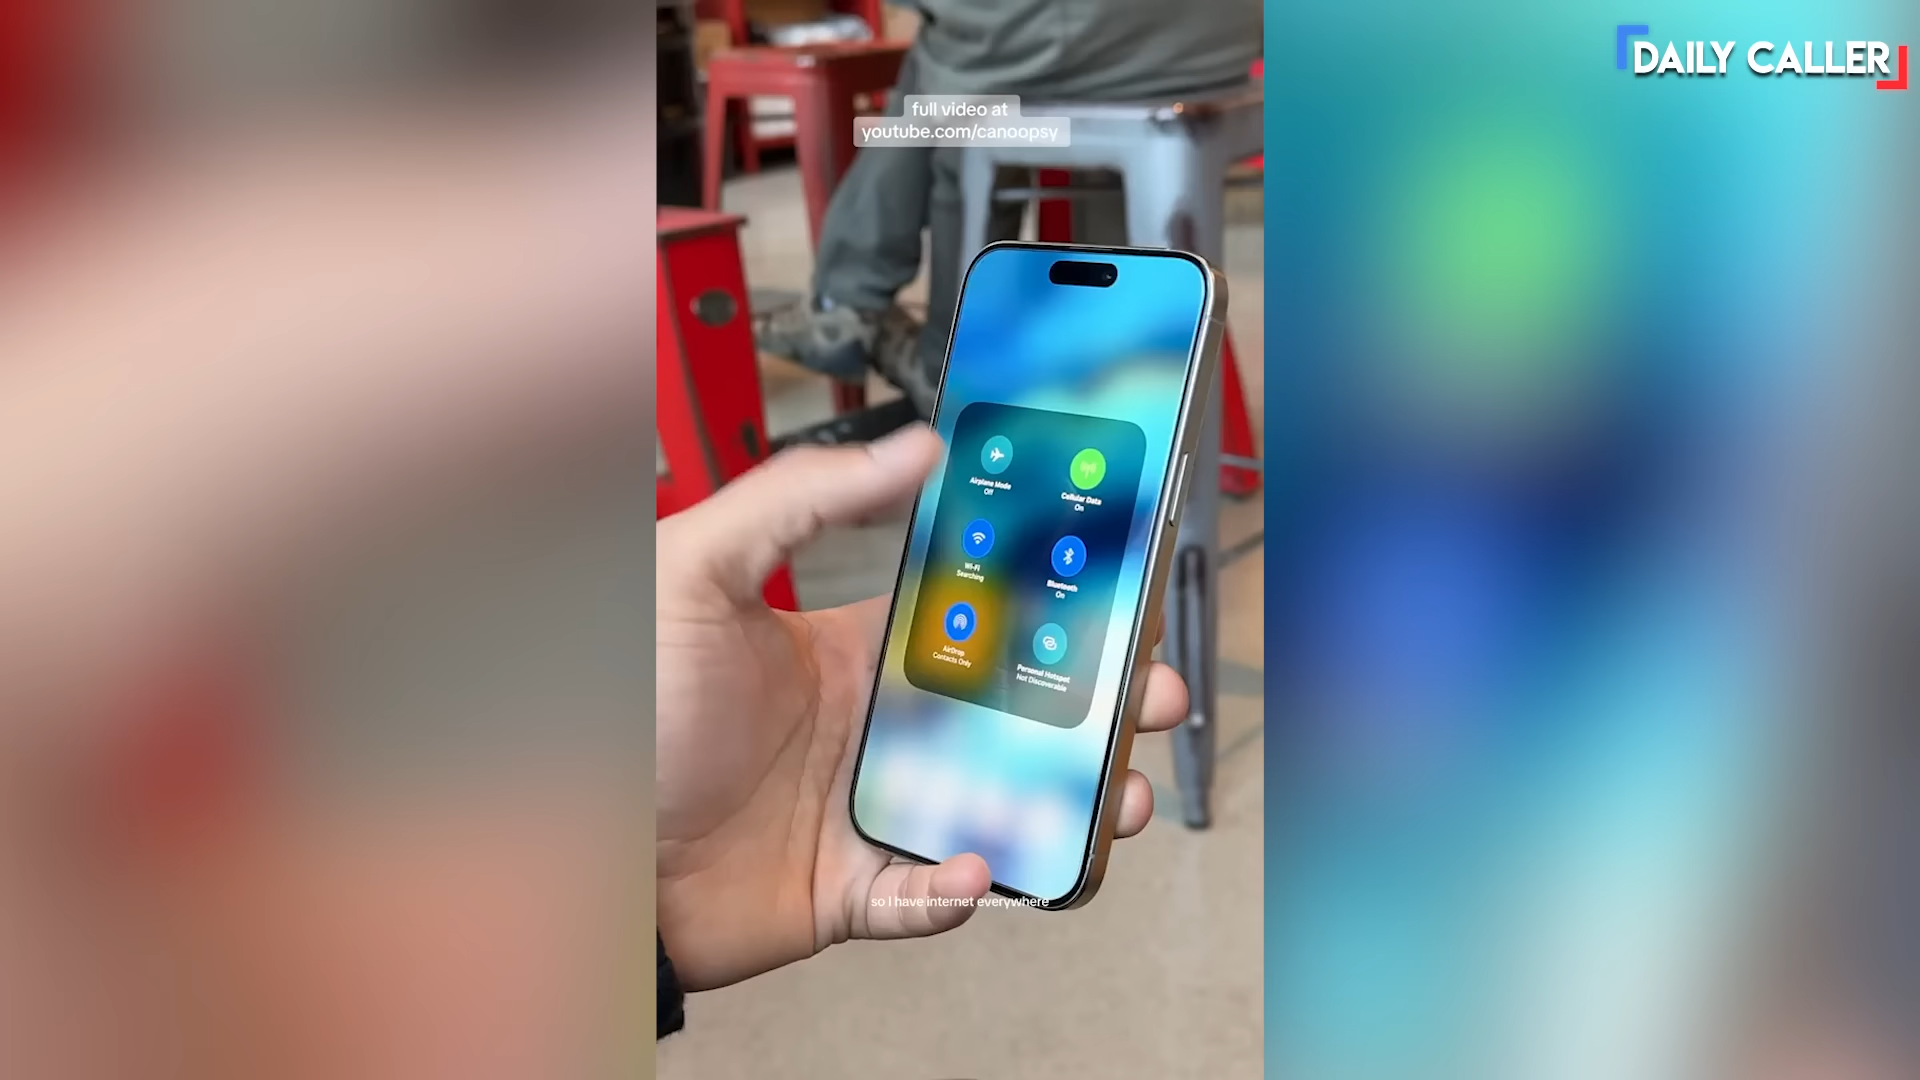 DAILY CALLER
full video at
youtube.com/canoopsy
Airplane Mode
Off
Cellular Data
On
Wi-Fi
Searching
Bluetooth
On
AirDrop
Contacts Only
Personal Hotspot
Not Discoverable
so I have internet everywhere